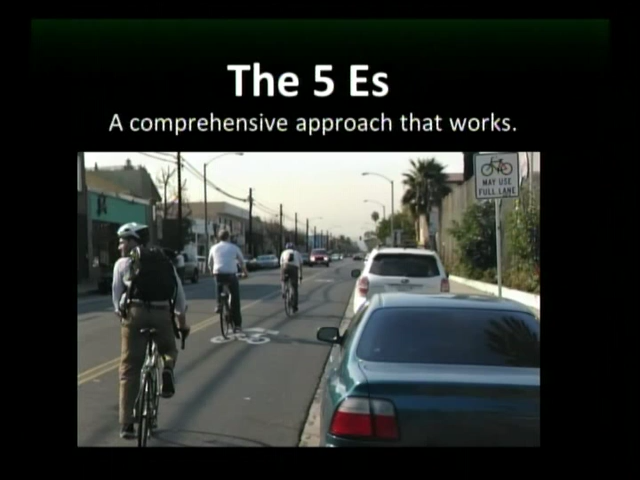 The 5 Es
A comprehensive approach that works.
MAY USE
FULL LANE